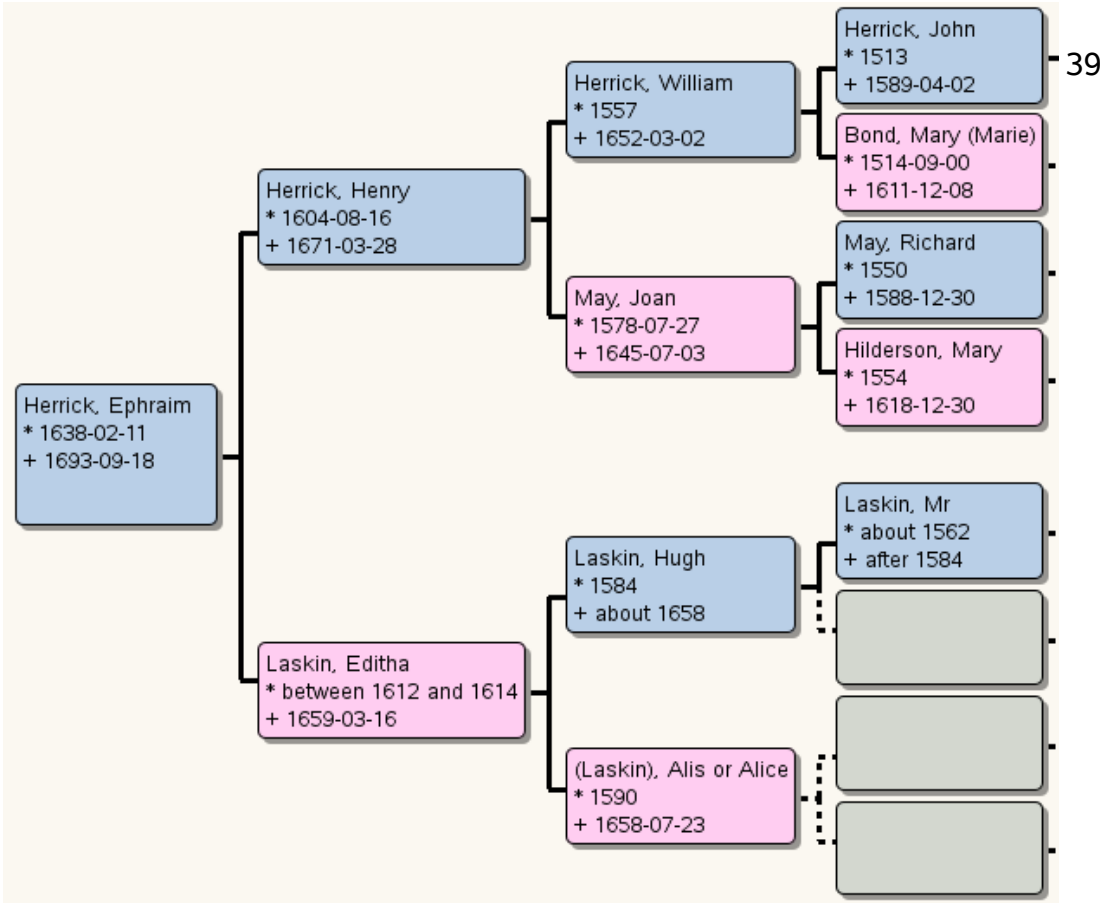 Herrick, John
* 1513
+ 1589-04-02
39
Herrick, William
* 1557
+ 1652-03-02
Bond, Mary (Marie)
* 1514-09-00
+ 1611-12-08
Herrick, Henry
* 1604-08-16
+ 1671-03-28
May, Richard
* 1550
+ 1588-12-30
May, Joan
* 1578-07-27
+ 1645-07-03
Hilderson, Mary
* 1554
+ 1618-12-30
Herrick, Ephraim
* 1638-02-11
+ 1693-09-18
Laskin, Mr
* about 1562
+ after 1584
Laskin, Hugh
* 1584
+ about 1658
Laskin, Editha
* between 1612 and 1614
+ 1659-03-16
(Laskin), Alis or Alice
* 1590
+ 1658-07-23